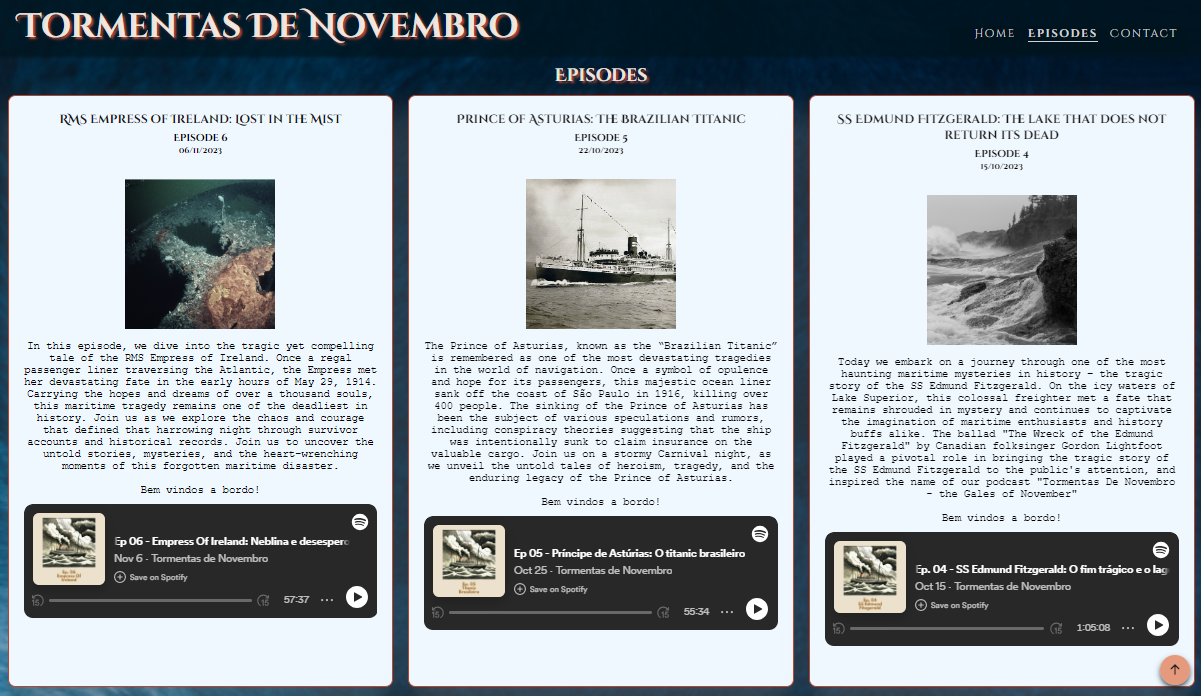 Tormentas De Novembro
Home Episodes Contact
Episodes
RMS Empress of Ireland: Lost in the Mist
Episode 6
06/11/2023
In this episode, we dive into the tragic yet compelling
tale of the RMS Empress of Ireland. Once a regal
passenger liner traversing the Atlantic, the Empress met
her devastating fate in the early hours of May 29, 1914.
Carrying the hopes and dreams of over a thousand souls,
this maritime tragedy remains one of the deadliest in
history. Join us as we explore the chaos and courage
that defined that harrowing night through survivor
accounts and historical records. Join us to uncover the
untold stories, mysteries, and the heart-wrenching
moments of this forgotten maritime disaster.
Bem vindos a bordo!
Ep. 06
Empress Of
Ireland
Ep 06 - Empress Of Ireland: Neblina e desespero
Nov 6 - Tormentas de Novembro
Save on Spotify
15 15 57:37
Prince of Asturias: The Brazilian Titanic
Episode 5
22/10/2023
The Prince of Asturias, known as the “Brazilian Titanic”
is remembered as one of the most devastating tragedies
in the world of navigation. Once a symbol of opulence
and hope for its passengers, this majestic ocean liner
sank off the coast of São Paulo in 1916, killing over
400 people. The sinking of the Prince of Asturias has
been the subject of various speculations and rumors,
including conspiracy theories suggesting that the ship
was intentionally sunk to claim insurance on the
valuable cargo. Join us on a stormy Carnival night, as
we unveil the untold tales of heroism, tragedy, and the
enduring legacy of the Prince of Asturias.
Bem vindos a bordo!
Ep 05 - Príncipe de Astúrias: O titanic brasileiro
Oct 25 - Tormentas de Novembro
Save on Spotify
15 15 55:34
SS Edmund Fitzgerald: The Lake That Does Not
Return Its Dead
Episode 4
15/10/2023
Today we embark on a journey through one of the most
haunting maritime mysteries in history – the tragic
story of the SS Edmund Fitzgerald. On the icy waters of
Lake Superior, this colossal freighter met a fate that
remains shrouded in mystery and continues to captivate
the imagination of maritime enthusiasts and history
buffs alike. The ballad "The Wreck of the Edmund
Fitzgerald" by Canadian folksinger Gordon Lightfoot
played a pivotal role in bringing the tragic story of
the SS Edmund Fitzgerald to the public's attention, and
inspired the name of our podcast "Tormentas De Novembro
– the Gales of November"
Bem vindos a bordo!
Ep. 04
SS Edmund
Fitzgerald
Ep. 04 - SS Edmund Fitzgerald: O fim trágico e o lag
Oct 15 - Tormentas de Novembro
Save on Spotify
15 15 1:05:08